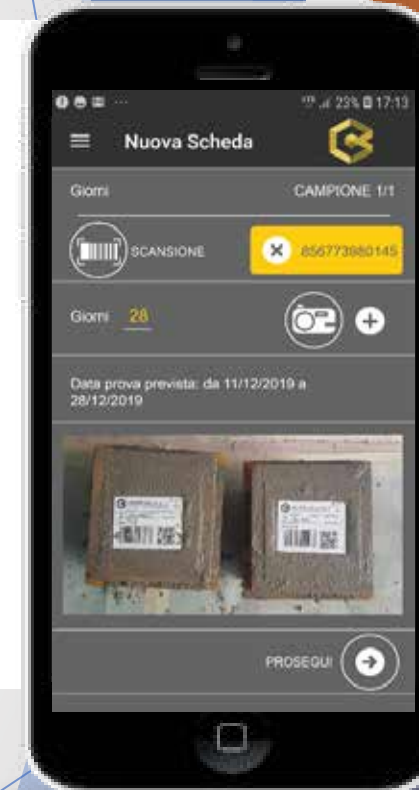 23% 17:13
Nuova Scheda
Giorni CAMPIONE 1/1
SCANSIONE 856773980145
Giorni 28
Data prova prevista: da 11/12/2019 a
28/12/2019
PROSEGUI